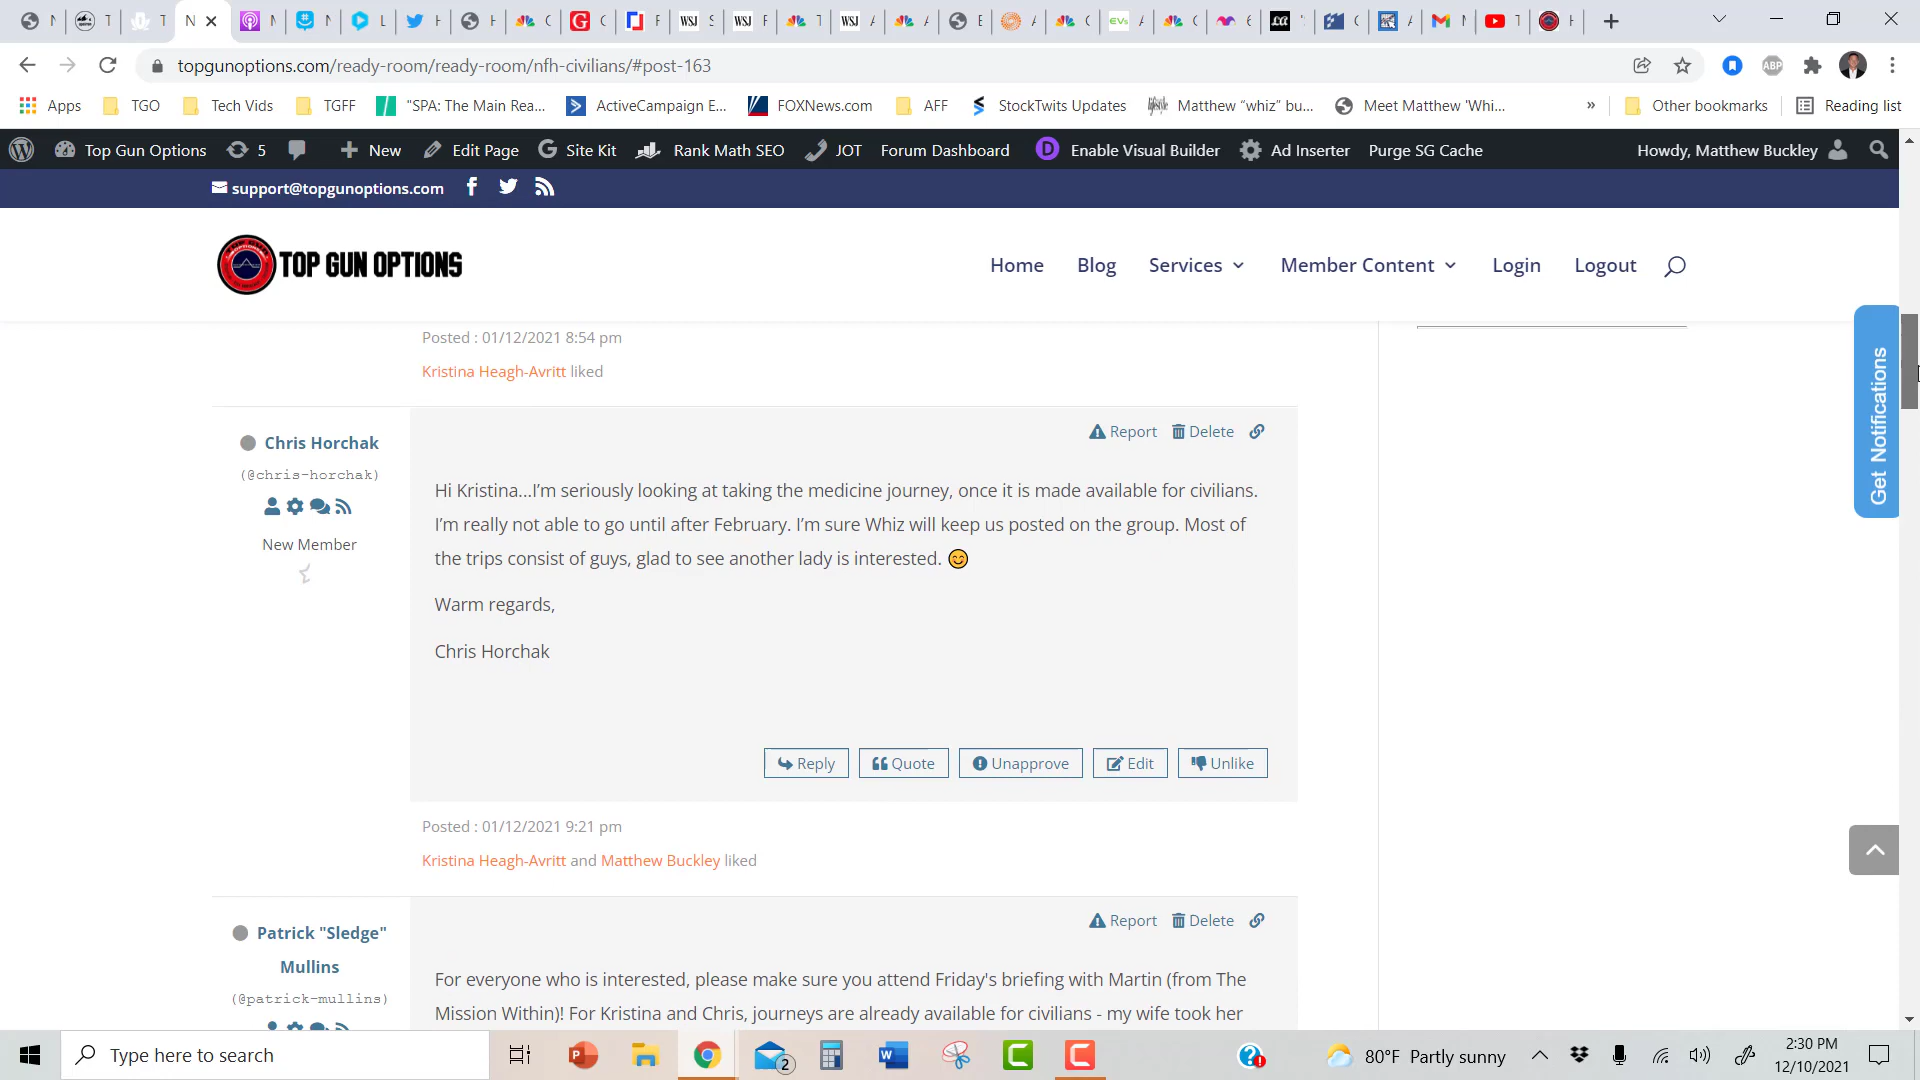 topgunoptions.com/ready-room/ready-room/nfh-civilians/#post-163
Apps TGO Tech Vids TGFF "SPA: The Main Rea... ActiveCampaign E... FOXNews.com AFF StockTwits Updates Matthew “whiz” bu... Meet Matthew 'Whi... » Other bookmarks Reading list
Top Gun Options 5 New Edit Page Site Kit Rank Math SEO JOT Forum Dashboard Enable Visual Builder Ad Inserter Purge SG Cache Howdy, Matthew Buckley
support@topgunoptions.com
TOP GUN OPTIONS Home Blog Services Member Content Login Logout
Get Notifications
Posted : 01/12/2021 8:54 pm
Kristina Heagh-Avritt liked
Chris Horchak
(@chris-horchak)
New Member
Report Delete
Hi Kristina...I’m seriously looking at taking the medicine journey, once it is made available for civilians.
I’m really not able to go until after February. I’m sure Whiz will keep us posted on the group. Most of
the trips consist of guys, glad to see another lady is interested. 😊
Warm regards,
Chris Horchak
Reply Quote Unapprove Edit Unlike
Posted : 01/12/2021 9:21 pm
Kristina Heagh-Avritt and Matthew Buckley liked
Patrick "Sledge"
Mullins
(@patrick-mullins)
Report Delete
For everyone who is interested, please make sure you attend Friday's briefing with Martin (from The
Mission Within)! For Kristina and Chris, journeys are already available for civilians - my wife took her
Type here to search
2
80°F Partly sunny
2:30 PM
12/10/2021